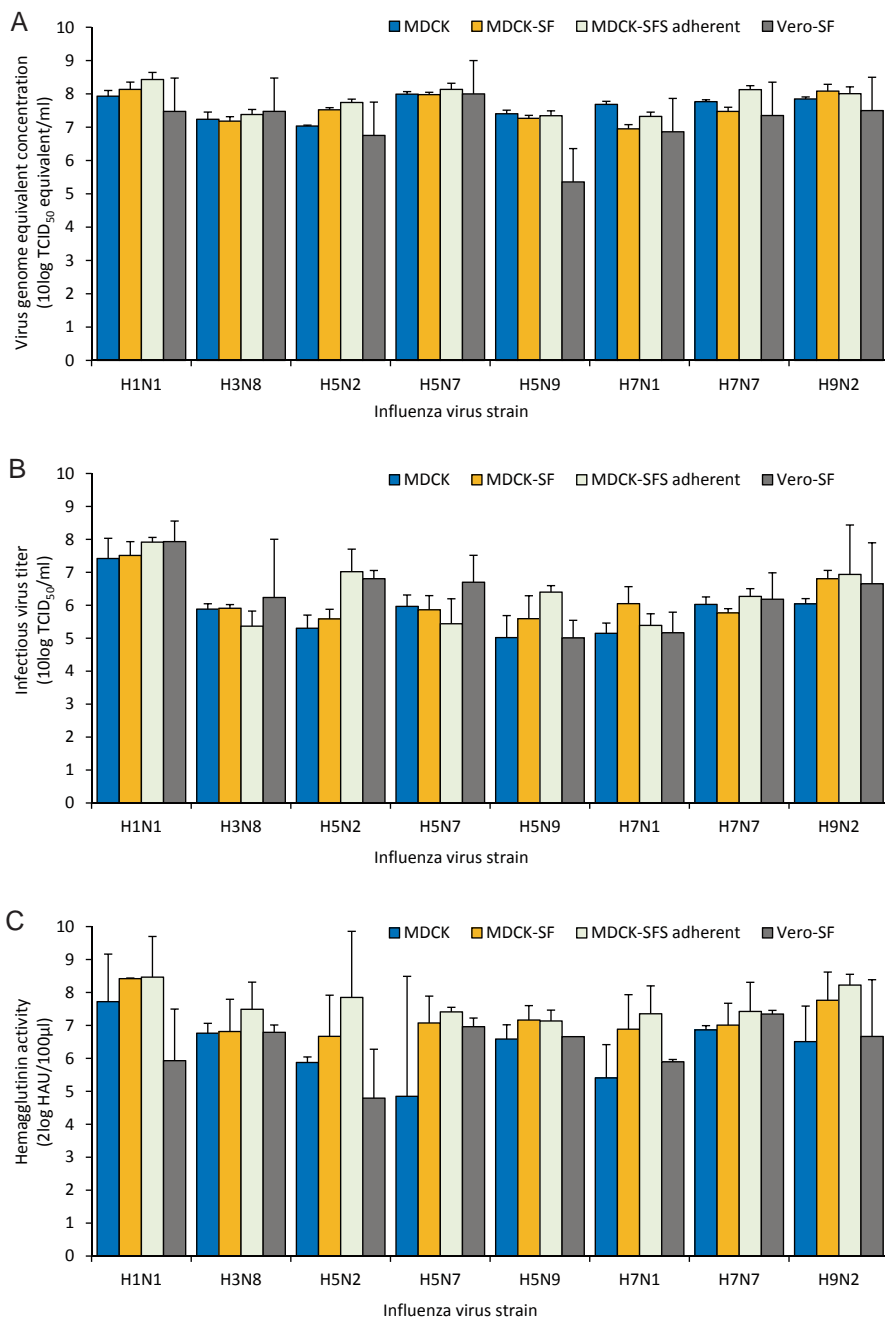 A
MDCK MDCK-SF MDCK-SFS adherent Vero-SF
Virus genome equivalent concentration
(10log TCID50 equivalent/ml)
10
9
8
7
6
5
4
3
2
1
0
H1N1 H3N8 H5N2 H5N7 H5N9 H7N1 H7N7 H9N2
Influenza virus strain
B
MDCK MDCK-SF MDCK-SFS adherent Vero-SF
Infectious virus titer
(10log TCID50/ml)
10
9
8
7
6
5
4
3
2
1
0
H1N1 H3N8 H5N2 H5N7 H5N9 H7N1 H7N7 H9N2
Influenza virus strain
C
MDCK MDCK-SF MDCK-SFS adherent Vero-SF
Hemagglutinin activity
(2log HAU/100µl)
10
9
8
7
6
5
4
3
2
1
0
H1N1 H3N8 H5N2 H5N7 H5N9 H7N1 H7N7 H9N2
Influenza virus strain